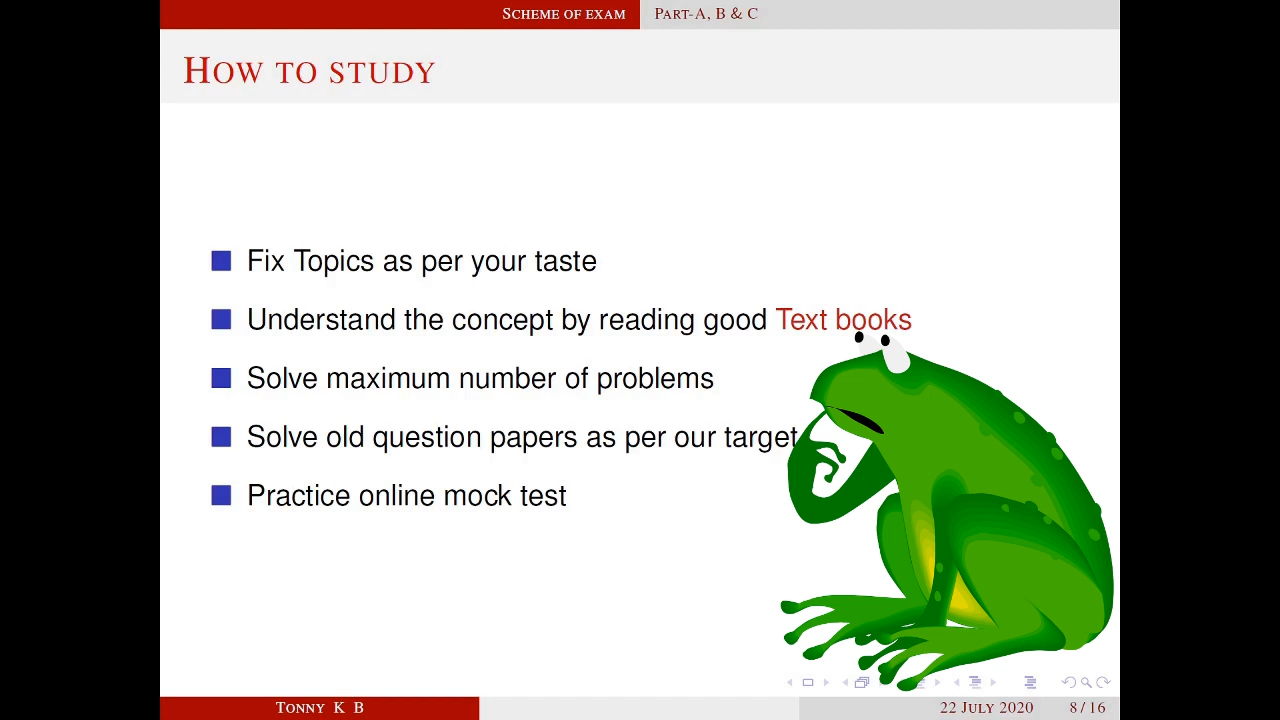 SCHEME OF EXAM PART-A, B & C
HOW TO STUDY
Fix Topics as per your taste
Understand the concept by reading good Text books
Solve maximum number of problems
Solve old question papers as per our target
Practice online mock test
TONNY K B 22 JULY 2020 8 / 16